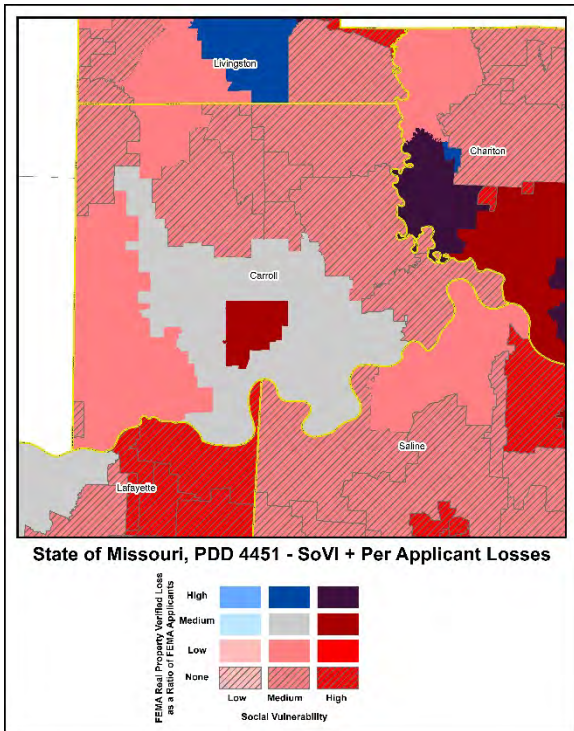 Livingston
Chariton
Carroll
Saline
Lafayette
State of Missouri, PDD 4451 - SoVI + Per Applicant Losses
FEMA Real Property Verified Loss
as a Ratio of FEMA Applicants
High
Medium
Low
None
Low
Medium
High
Social Vulnerability